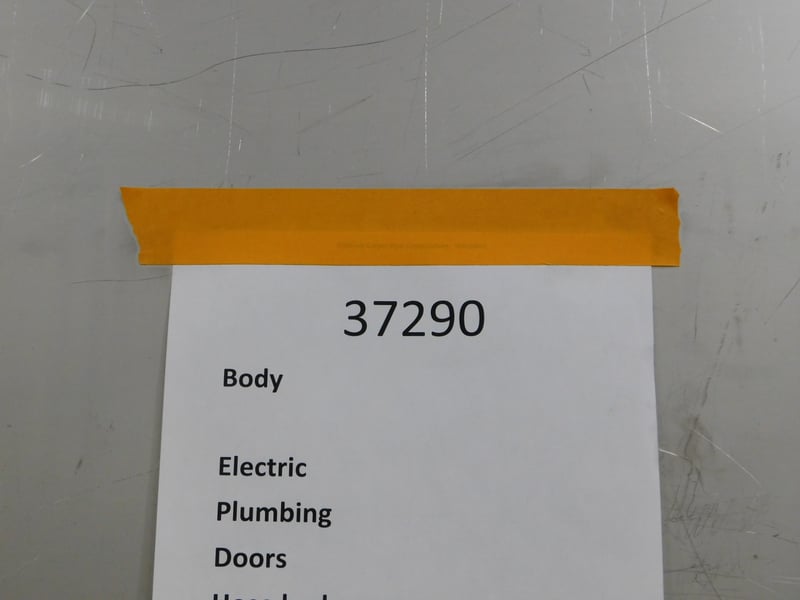 37290
Body
Electric
Plumbing
Doors